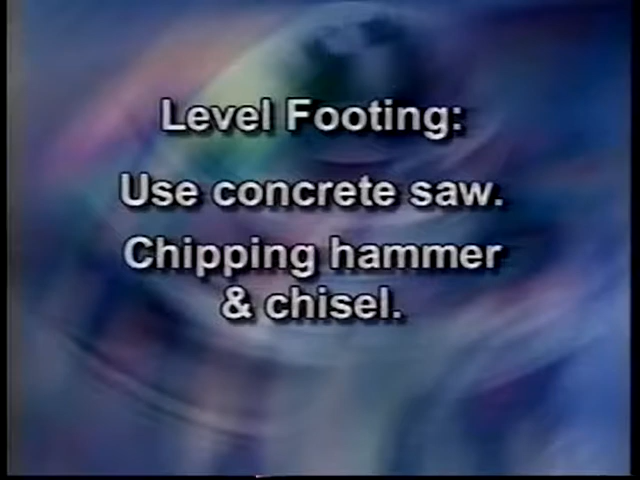 Level Footing:
Use concrete saw.
Chipping hammer
& chisel.